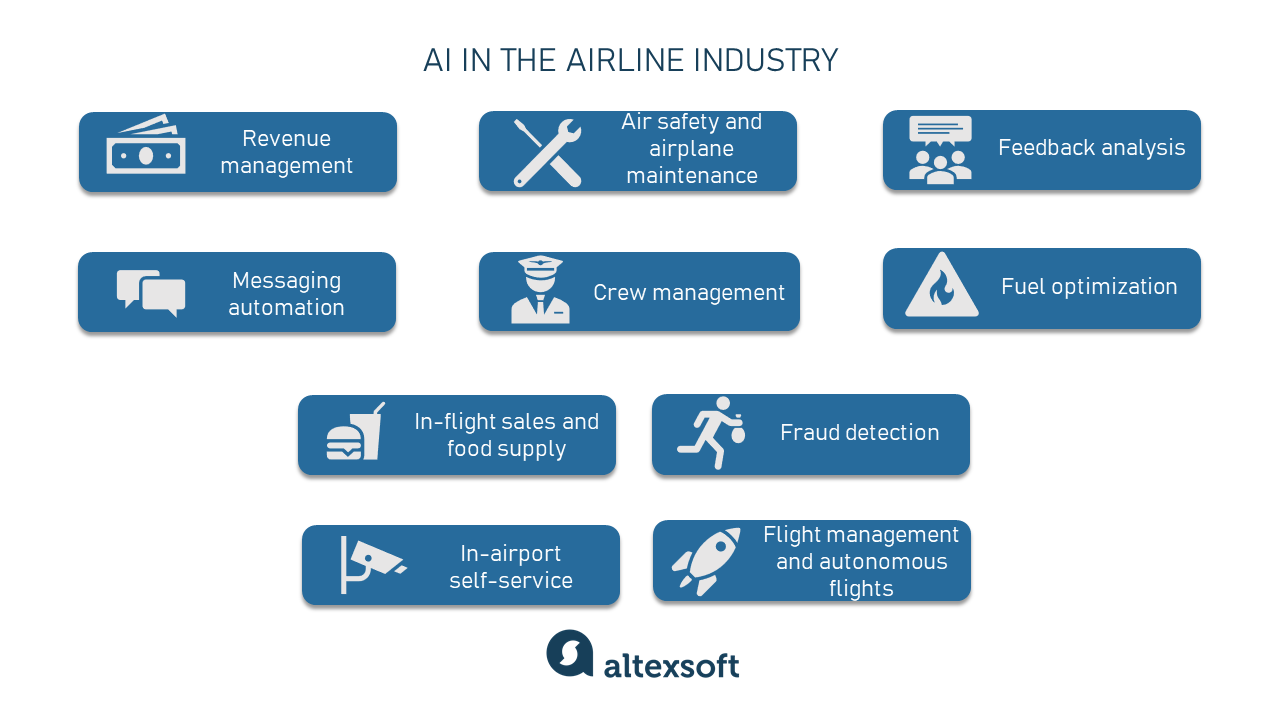 AI IN THE AIRLINE INDUSTRY
Revenue
management
Air safety and
airplane
maintenance
Feedback analysis
Messaging
automation
Crew management
Fuel optimization
In-flight sales and
food supply
Fraud detection
In-airport
self-service
Flight management
and autonomous
flights
altexsoft